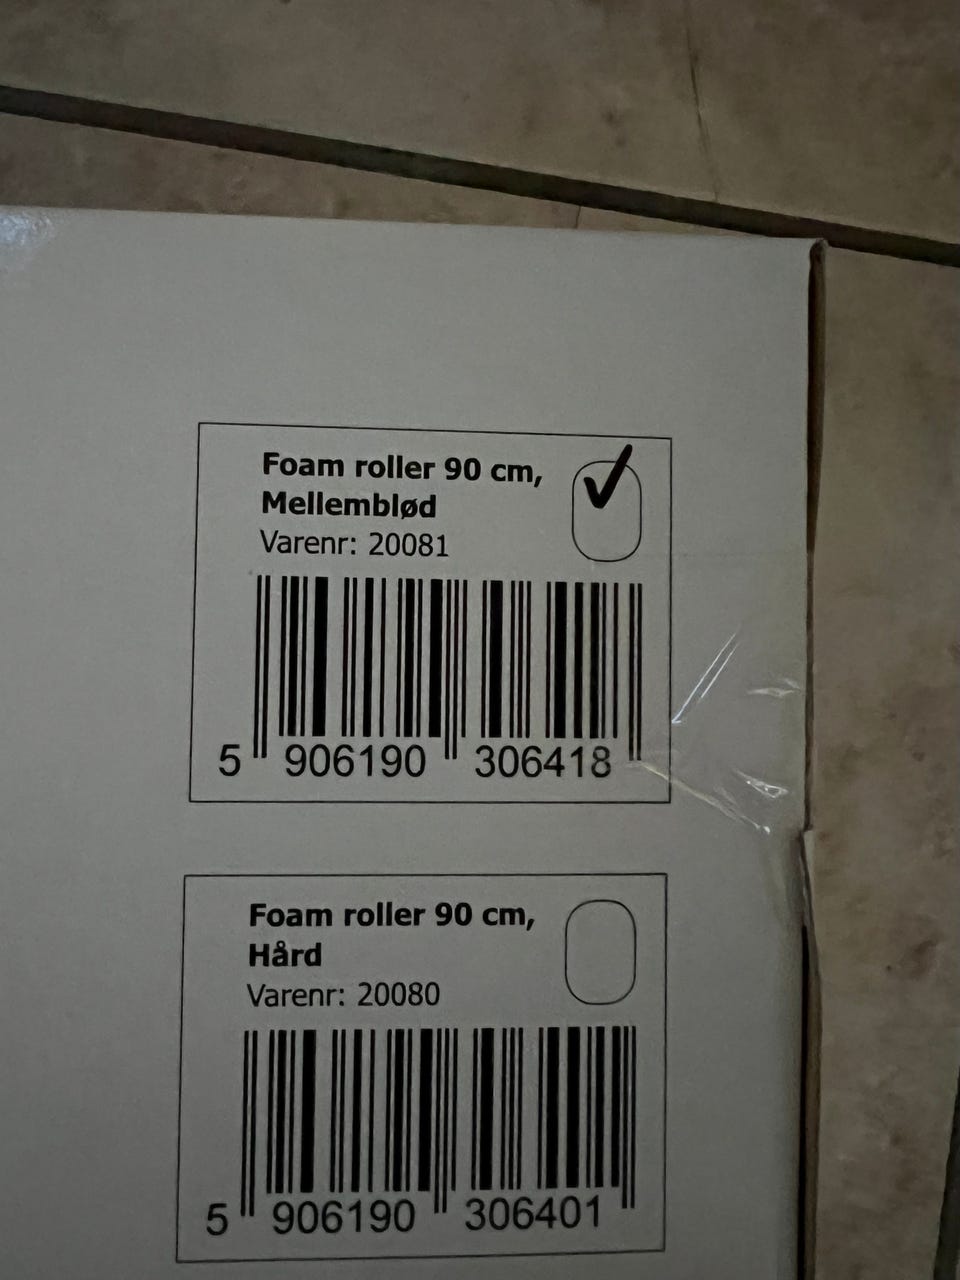 Foam roller 90 cm,
Mellemblød
Varenr: 20081
5 906190 306418
Foam roller 90 cm,
Hård
Varenr: 20080
5 906190 306401